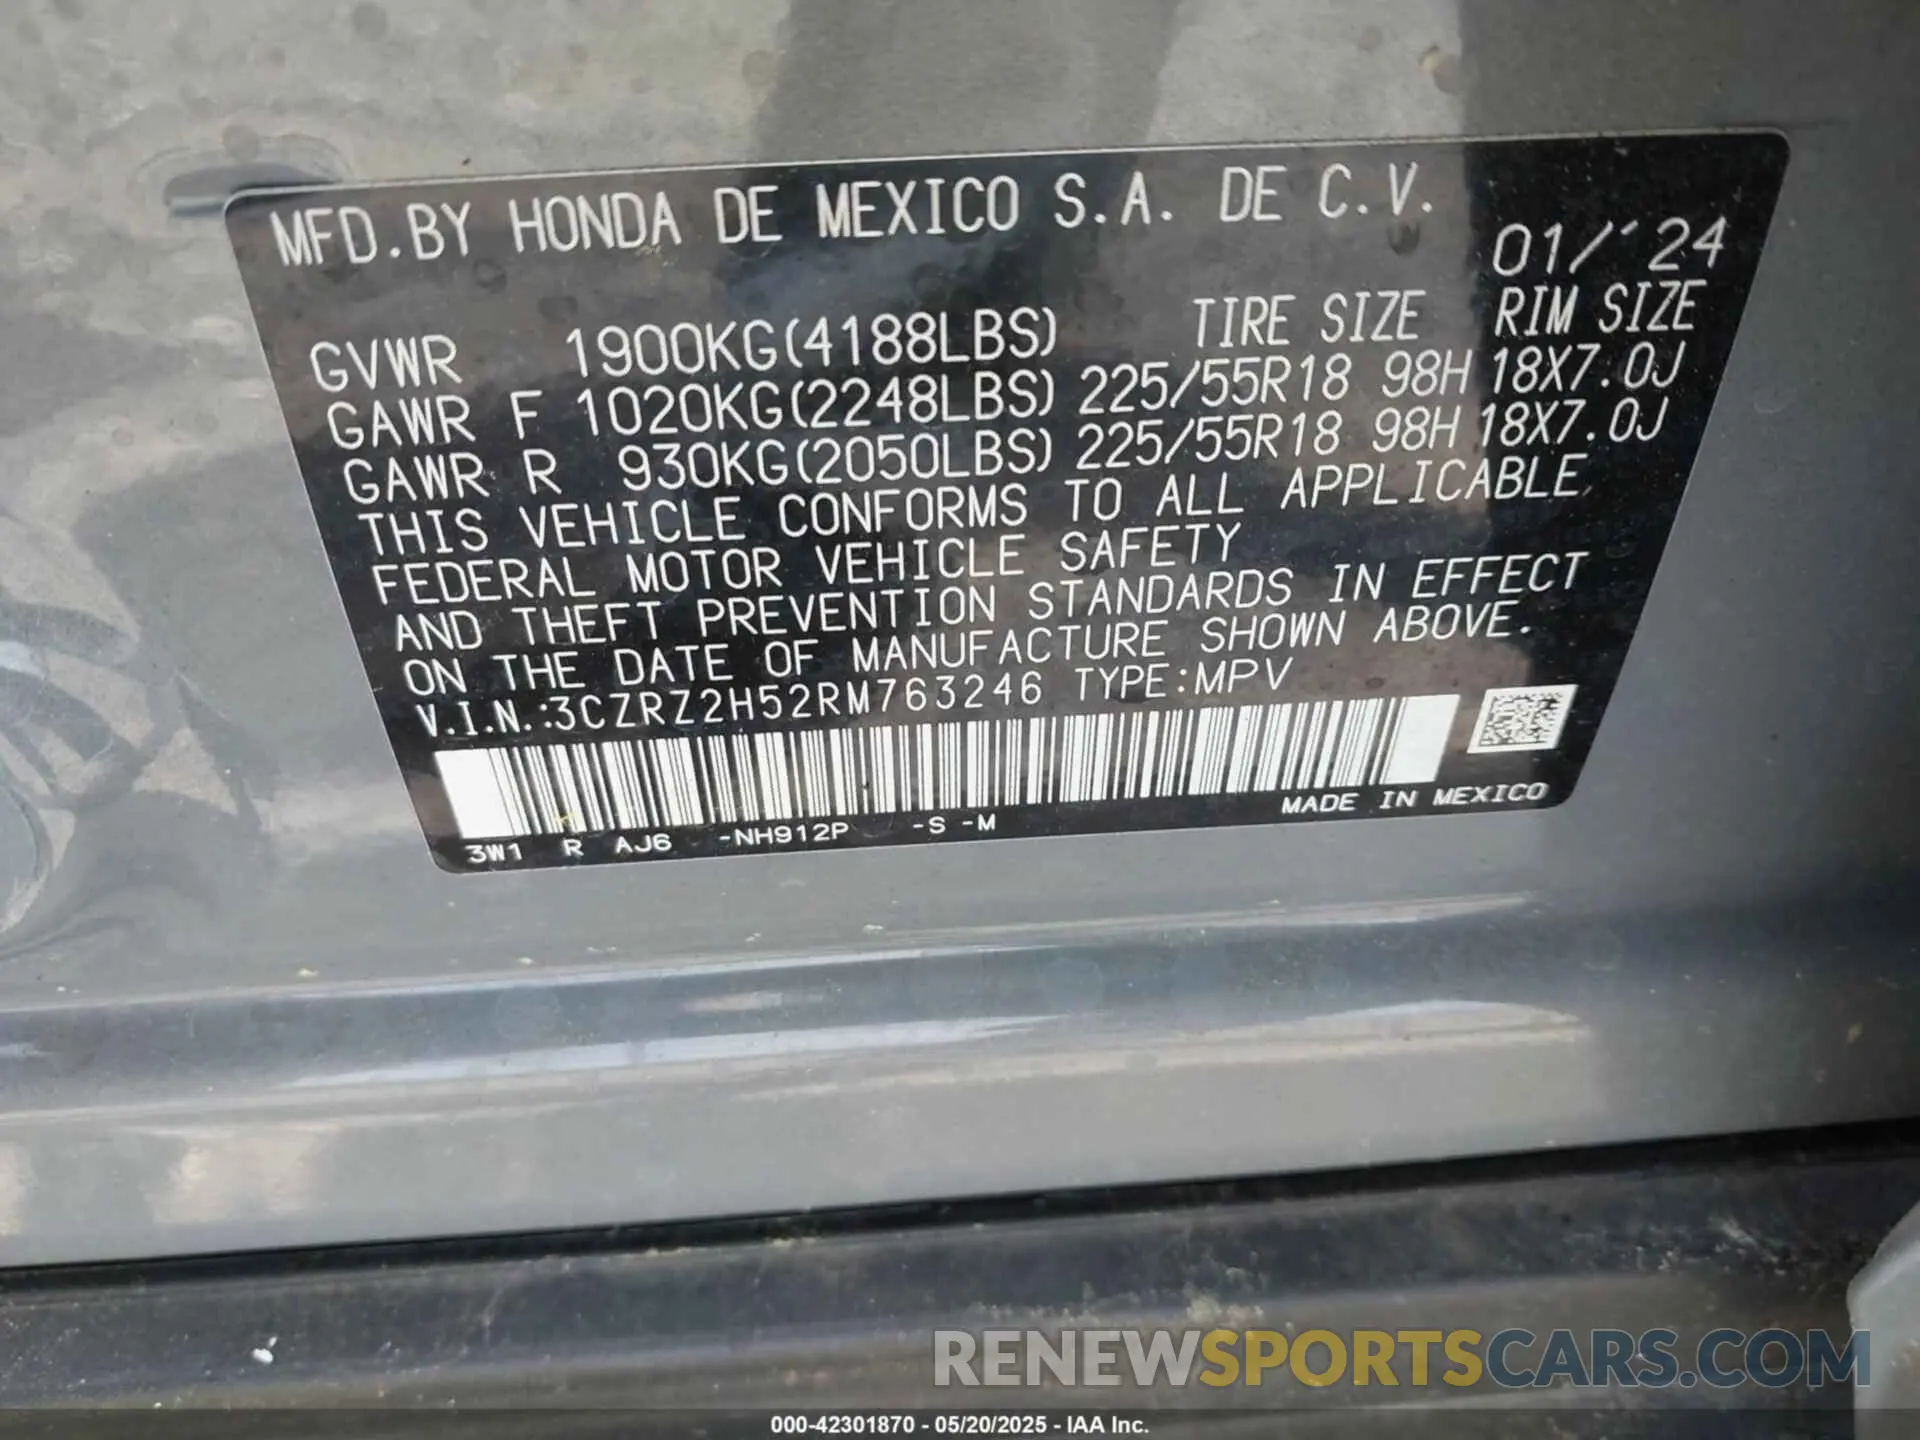 MFD.BY HONDA DE MEXICO S.A. DE C.V.
01/'24
GVWR 1900KG(4188LBS) TIRE SIZE RIM SIZE
GAWR F 1020KG(2248LBS) 225/55R18 98H 18X7.0J
GAWR R 930KG(2050LBS) 225/55R18 98H 18X7.0J
THIS VEHICLE CONFORMS TO ALL APPLICABLE
FEDERAL MOTOR VEHICLE SAFETY
AND THEFT PREVENTION STANDARDS IN EFFECT
ON THE DATE OF MANUFACTURE SHOWN ABOVE.
V.I.N.:3CZRZ2H52RM763246 TYPE:MPV
MADE IN MEXICO
3W1 R AJ6 -NH912P -S -M
RENEWSPORTSCARS.COM
000-42301870 - 05/20/2025 - IAA Inc.